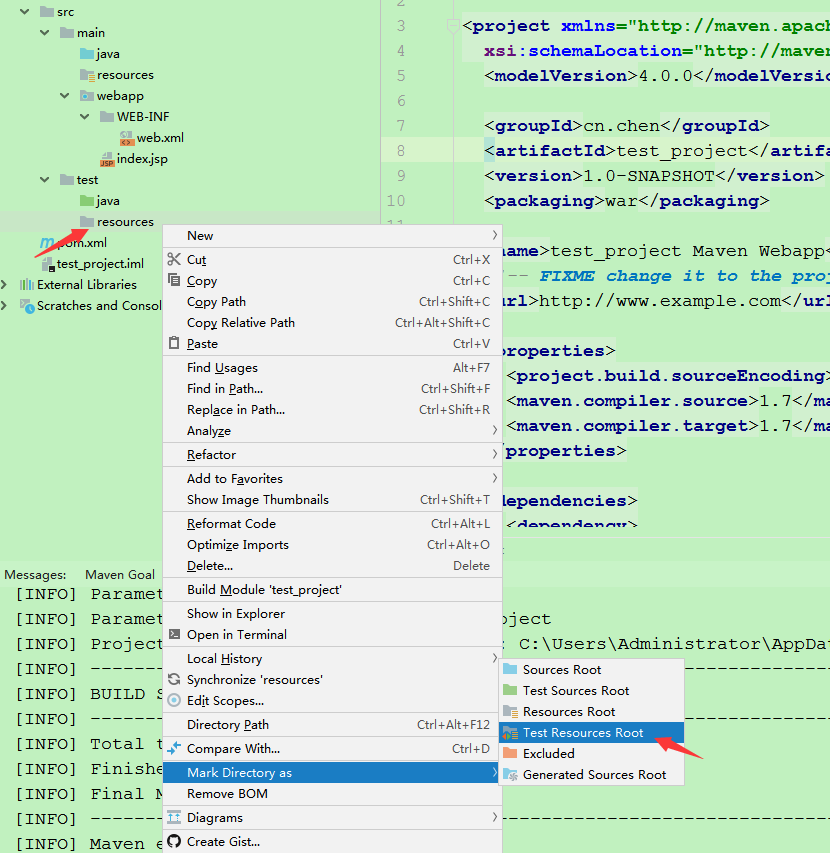 src
main
java
resources
webapp
WEB-INF
web.xml
index.jsp
test
java
resources
pom.xml
test_project.iml
External Libraries
Scratches and Consol
2
3 <project xmlns="http://maven.apac
4 xsi:schemaLocation="http://maven
5 <modelVersion>4.0.0</modelVersio
6
7 <groupId>cn.chen</groupId>
8 <artifactId>test_project</artifa
9 <version>1.0-SNAPSHOT</version>
10 <packaging>war</packaging>
11
name>test_project Maven Webapp<
-- FIXME change it to the proj
url>http://www.example.com</url
properties>
<project.build.sourceEncoding>
<maven.compiler.source>1.7</ma
<maven.compiler.target>1.7</ma
/properties>
dependencies>
<dependency>
New
Cut Ctrl+X
Copy Ctrl+C
Copy Path Ctrl+Shift+C
Copy Relative Path Ctrl+Alt+Shift+C
Paste Ctrl+V
Find Usages Alt+F7
Find in Path... Ctrl+Shift+F
Replace in Path... Ctrl+Shift+R
Analyze
Refactor
Add to Favorites
Show Image Thumbnails Ctrl+Shift+T
Reformat Code Ctrl+Alt+L
Optimize Imports Ctrl+Alt+O
Delete... Delete
Build Module 'test_project'
Show in Explorer
Open in Terminal
Local History
Synchronize 'resources'
Edit Scopes...
Directory Path Ctrl+Alt+F12
Compare With... Ctrl+D
Mark Directory as
Remove BOM
Diagrams
Create Gist...
Sources Root
Test Sources Root
Resources Root
Test Resources Root
Excluded
Generated Sources Root
Messages: Maven Goal
[INFO] Paramet
[INFO] Paramet oject
[INFO] Project : C:\Users\Administrator\AppDat
[INFO] ------
[INFO] BUILD S
[INFO] ------
[INFO] Total t
[INFO] Finishe
[INFO] Final M
[INFO] ------
[INFO] Maven e